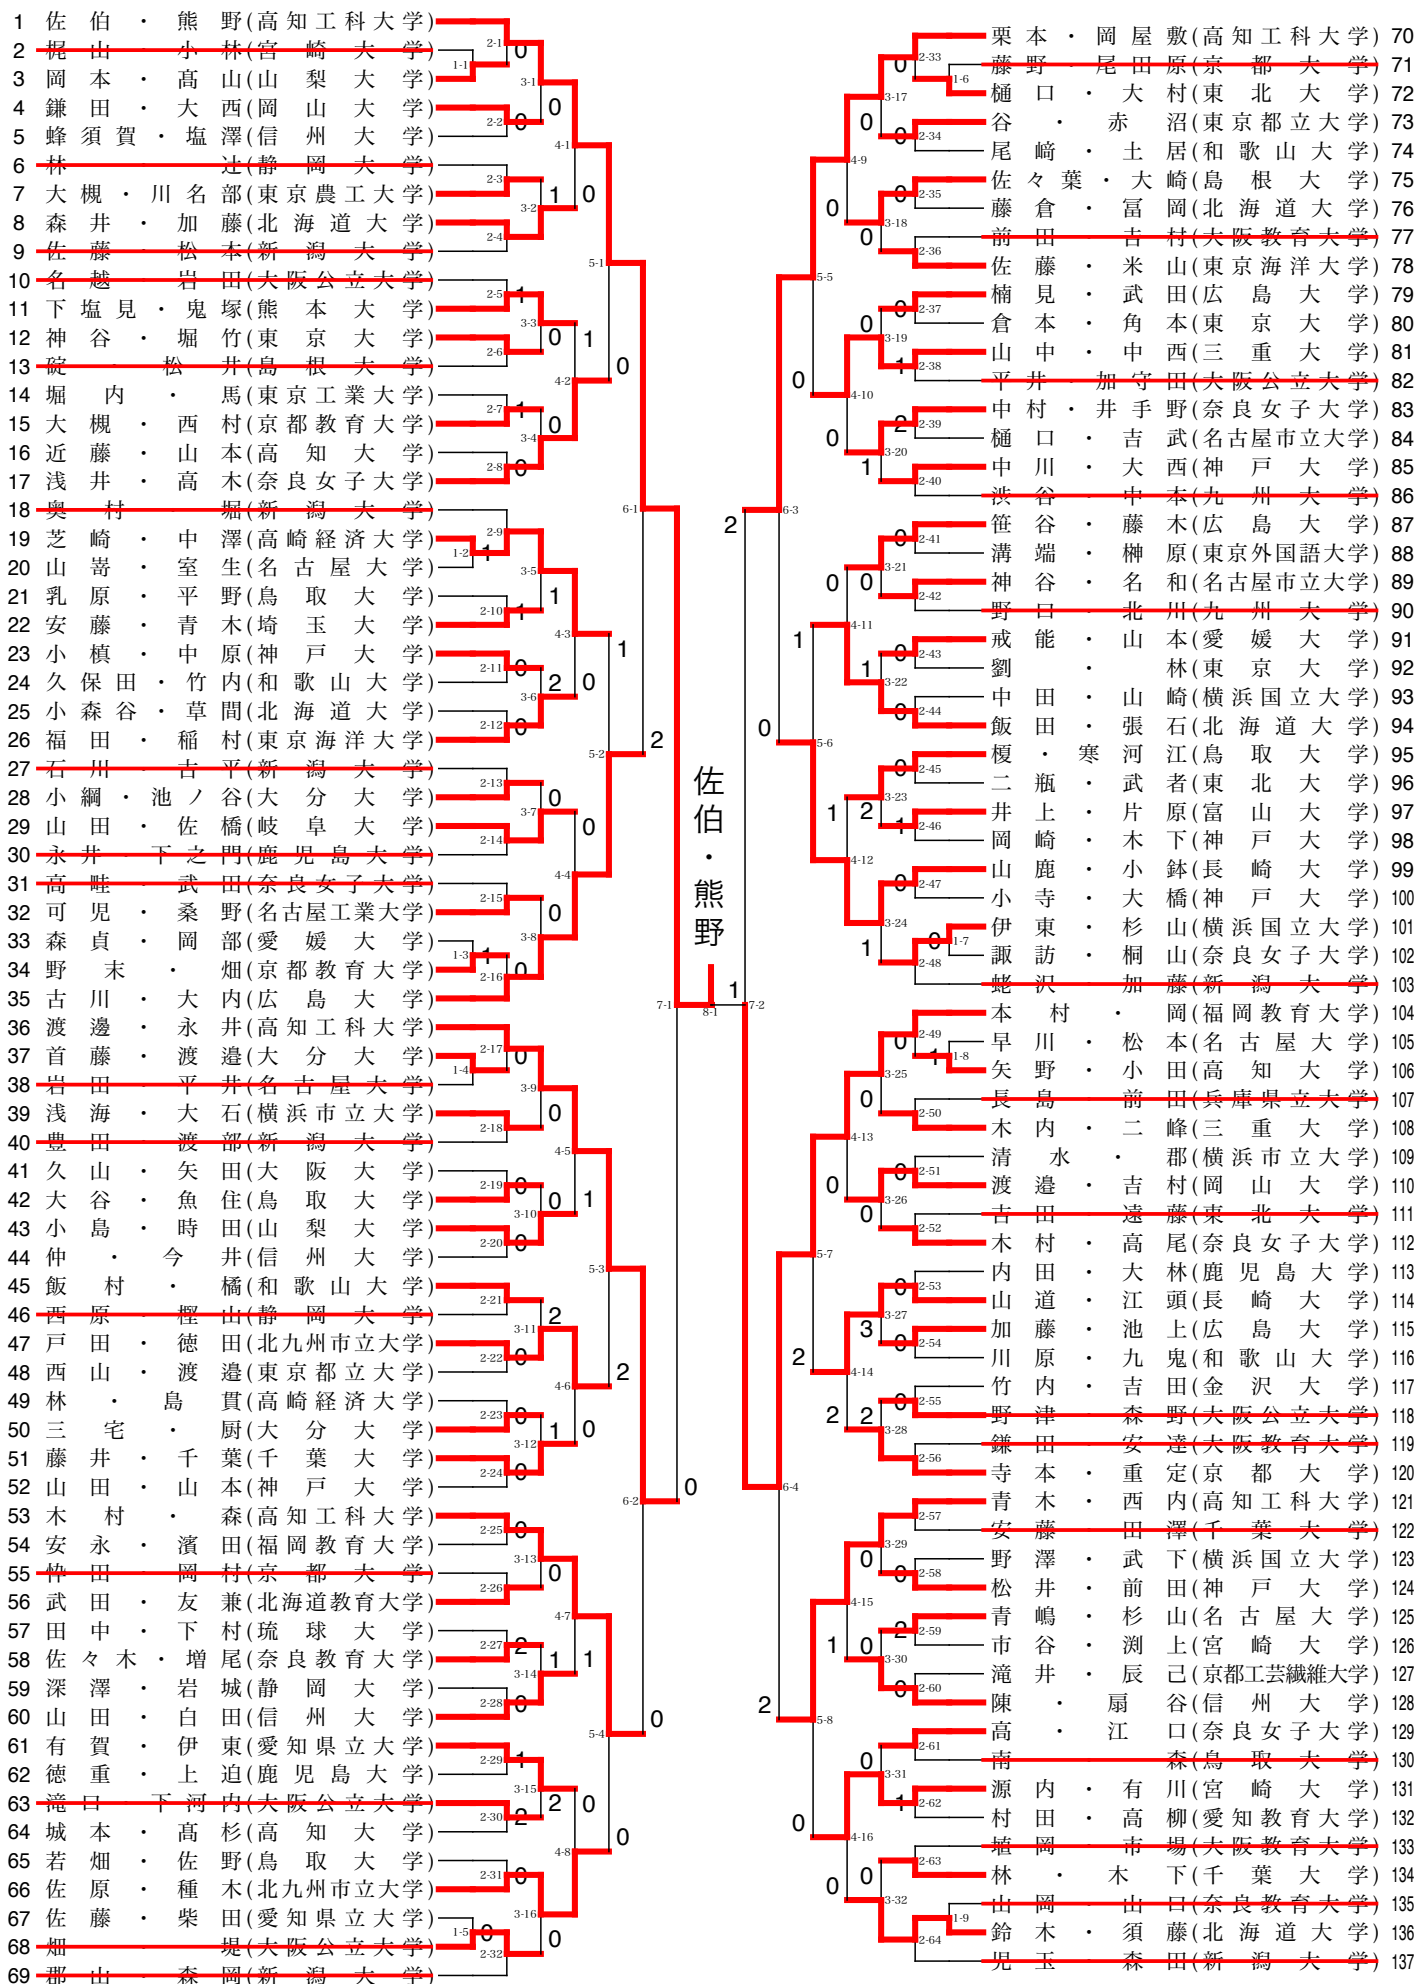 1 佐伯・熊野(高知工科大学)
2 梶山・小林(宮崎大学)
3 岡本・髙山(山梨大学)
4 鎌田・大西(岡山大学)
5 蜂須賀・塩澤(信州大学)
6 林・辻(静岡大学)
7 大槻・川名部(東京農工大学)
8 森井・加藤(北海道大学)
9 佐藤・松本(新潟大学)
10 名越・岩田(大阪公立大学)
11 下塩見・鬼塚(熊本大学)
12 神谷・堀竹(東京大学)
13 碇・松井(島根大学)
14 堀内・馬(東京工業大学)
15 大槻・西村(京都教育大学)
16 近藤・山本(高知大学)
17 浅井・高木(奈良女子大学)
18 奥村・堀(新潟大学)
19 芝崎・中澤(高崎経済大学)
20 山嵜・室生(名古屋大学)
21 乳原・平野(鳥取大学)
22 安藤・青木(埼玉大学)
23 小槙・中原(神戸大学)
24 久保田・竹内(和歌山大学)
25 小森谷・草間(北海道大学)
26 福田・稲村(東京海洋大学)
27 石川・古平(新潟大学)
28 小綱・池ノ谷(大分大学)
29 山田・佐橋(岐阜大学)
30 永井・下之門(鹿児島大学)
31 高畦・武田(奈良女子大学)
32 可児・桑野(名古屋工業大学)
33 森貞・岡部(愛媛大学)
34 野末・畑(京都教育大学)
35 古川・大内(広島大学)
36 渡邊・永井(高知工科大学)
37 首藤・渡邉(大分大学)
38 岩田・平井(名古屋大学)
39 浅海・大石(横浜市立大学)
40 豊田・渡部(新潟大学)
41 久山・矢田(大阪大学)
42 大谷・魚住(鳥取大学)
43 小島・時田(山梨大学)
44 仲・今井(信州大学)
45 飯村・橘(和歌山大学)
46 西原・樫山(静岡大学)
47 戸田・徳田(北九州市立大学)
48 西山・渡邉(東京都立大学)
49 林・島貫(高崎経済大学)
50 三宅・厨(大分大学)
51 藤井・千葉(千葉大学)
52 山田・山本(神戸大学)
53 木村・森(高知工科大学)
54 安永・濱田(福岡教育大学)
55 忰田・岡村(京都大学)
56 武田・友兼(北海道教育大学)
57 田中・下村(琉球大学)
58 佐々木・増尾(奈良教育大学)
59 深澤・岩城(静岡大学)
60 山田・白田(信州大学)
61 有賀・伊東(愛知県立大学)
62 徳重・上迫(鹿児島大学)
63 滝口・下河内(大阪公立大学)
64 城本・髙杉(高知大学)
65 若畑・佐野(鳥取大学)
66 佐原・種木(北九州市立大学)
67 佐藤・柴田(愛知県立大学)
68 畑・堤(大阪公立大学)
69 郡山・森岡(新潟大学)
佐伯・熊野
栗本・岡屋敷(高知工科大学) 70
藤野・尾田原(京都大学) 71
樋口・大村(東北大学) 72
谷・赤沼(東京都立大学) 73
尾﨑・土居(和歌山大学) 74
佐々葉・大崎(島根大学) 75
藤倉・冨岡(北海道大学) 76
前田・吉村(大阪教育大学) 77
佐藤・米山(東京海洋大学) 78
楠見・武田(広島大学) 79
倉本・角本(東京大学) 80
山中・中西(三重大学) 81
平井・加守田(大阪公立大学) 82
中村・井手野(奈良女子大学) 83
樋口・吉武(名古屋市立大学) 84
中川・大西(神戸大学) 85
渋谷・中本(九州大学) 86
笹谷・藤木(広島大学) 87
溝端・榊原(東京外国語大学) 88
神谷・名和(名古屋市立大学) 89
野口・北川(九州大学) 90
戒能・山本(愛媛大学) 91
劉・林(東京大学) 92
中田・山崎(横浜国立大学) 93
飯田・張石(北海道大学) 94
榎・寒河江(鳥取大学) 95
二瓶・武者(東北大学) 96
井上・片原(富山大学) 97
岡崎・木下(神戸大学) 98
山鹿・小鉢(長崎大学) 99
小寺・大橋(神戸大学) 100
伊東・杉山(横浜国立大学) 101
諏訪・桐山(奈良女子大学) 102
蛯沢・加藤(新潟大学) 103
本村・岡(福岡教育大学) 104
早川・松本(名古屋大学) 105
矢野・小田(高知大学) 106
長島・前田(兵庫県立大学) 107
木内・二峰(三重大学) 108
清水・郡(横浜市立大学) 109
渡邉・吉村(岡山大学) 110
吉田・遠藤(東北大学) 111
木村・高尾(奈良女子大学) 112
内田・大林(鹿児島大学) 113
山道・江頭(長崎大学) 114
加藤・池上(広島大学) 115
川原・九鬼(和歌山大学) 116
竹内・吉田(金沢大学) 117
野津・森野(大阪公立大学) 118
鎌田・安達(大阪教育大学) 119
寺本・重定(京都大学) 120
青木・西内(高知工科大学) 121
安藤・田澤(千葉大学) 122
野澤・武下(横浜国立大学) 123
松井・前田(神戸大学) 124
青嶋・杉山(名古屋大学) 125
市谷・渕上(宮崎大学) 126
滝井・辰己(京都工芸繊維大学) 127
陳・扇谷(信州大学) 128
高・江口(奈良女子大学) 129
南・森(鳥取大学) 130
源内・有川(宮崎大学) 131
村田・高柳(愛知教育大学) 132
植岡・市場(大阪教育大学) 133
林・木下(千葉大学) 134
山岡・山口(奈良教育大学) 135
鈴木・須藤(北海道大学) 136
児玉・森田(新潟大学) 137